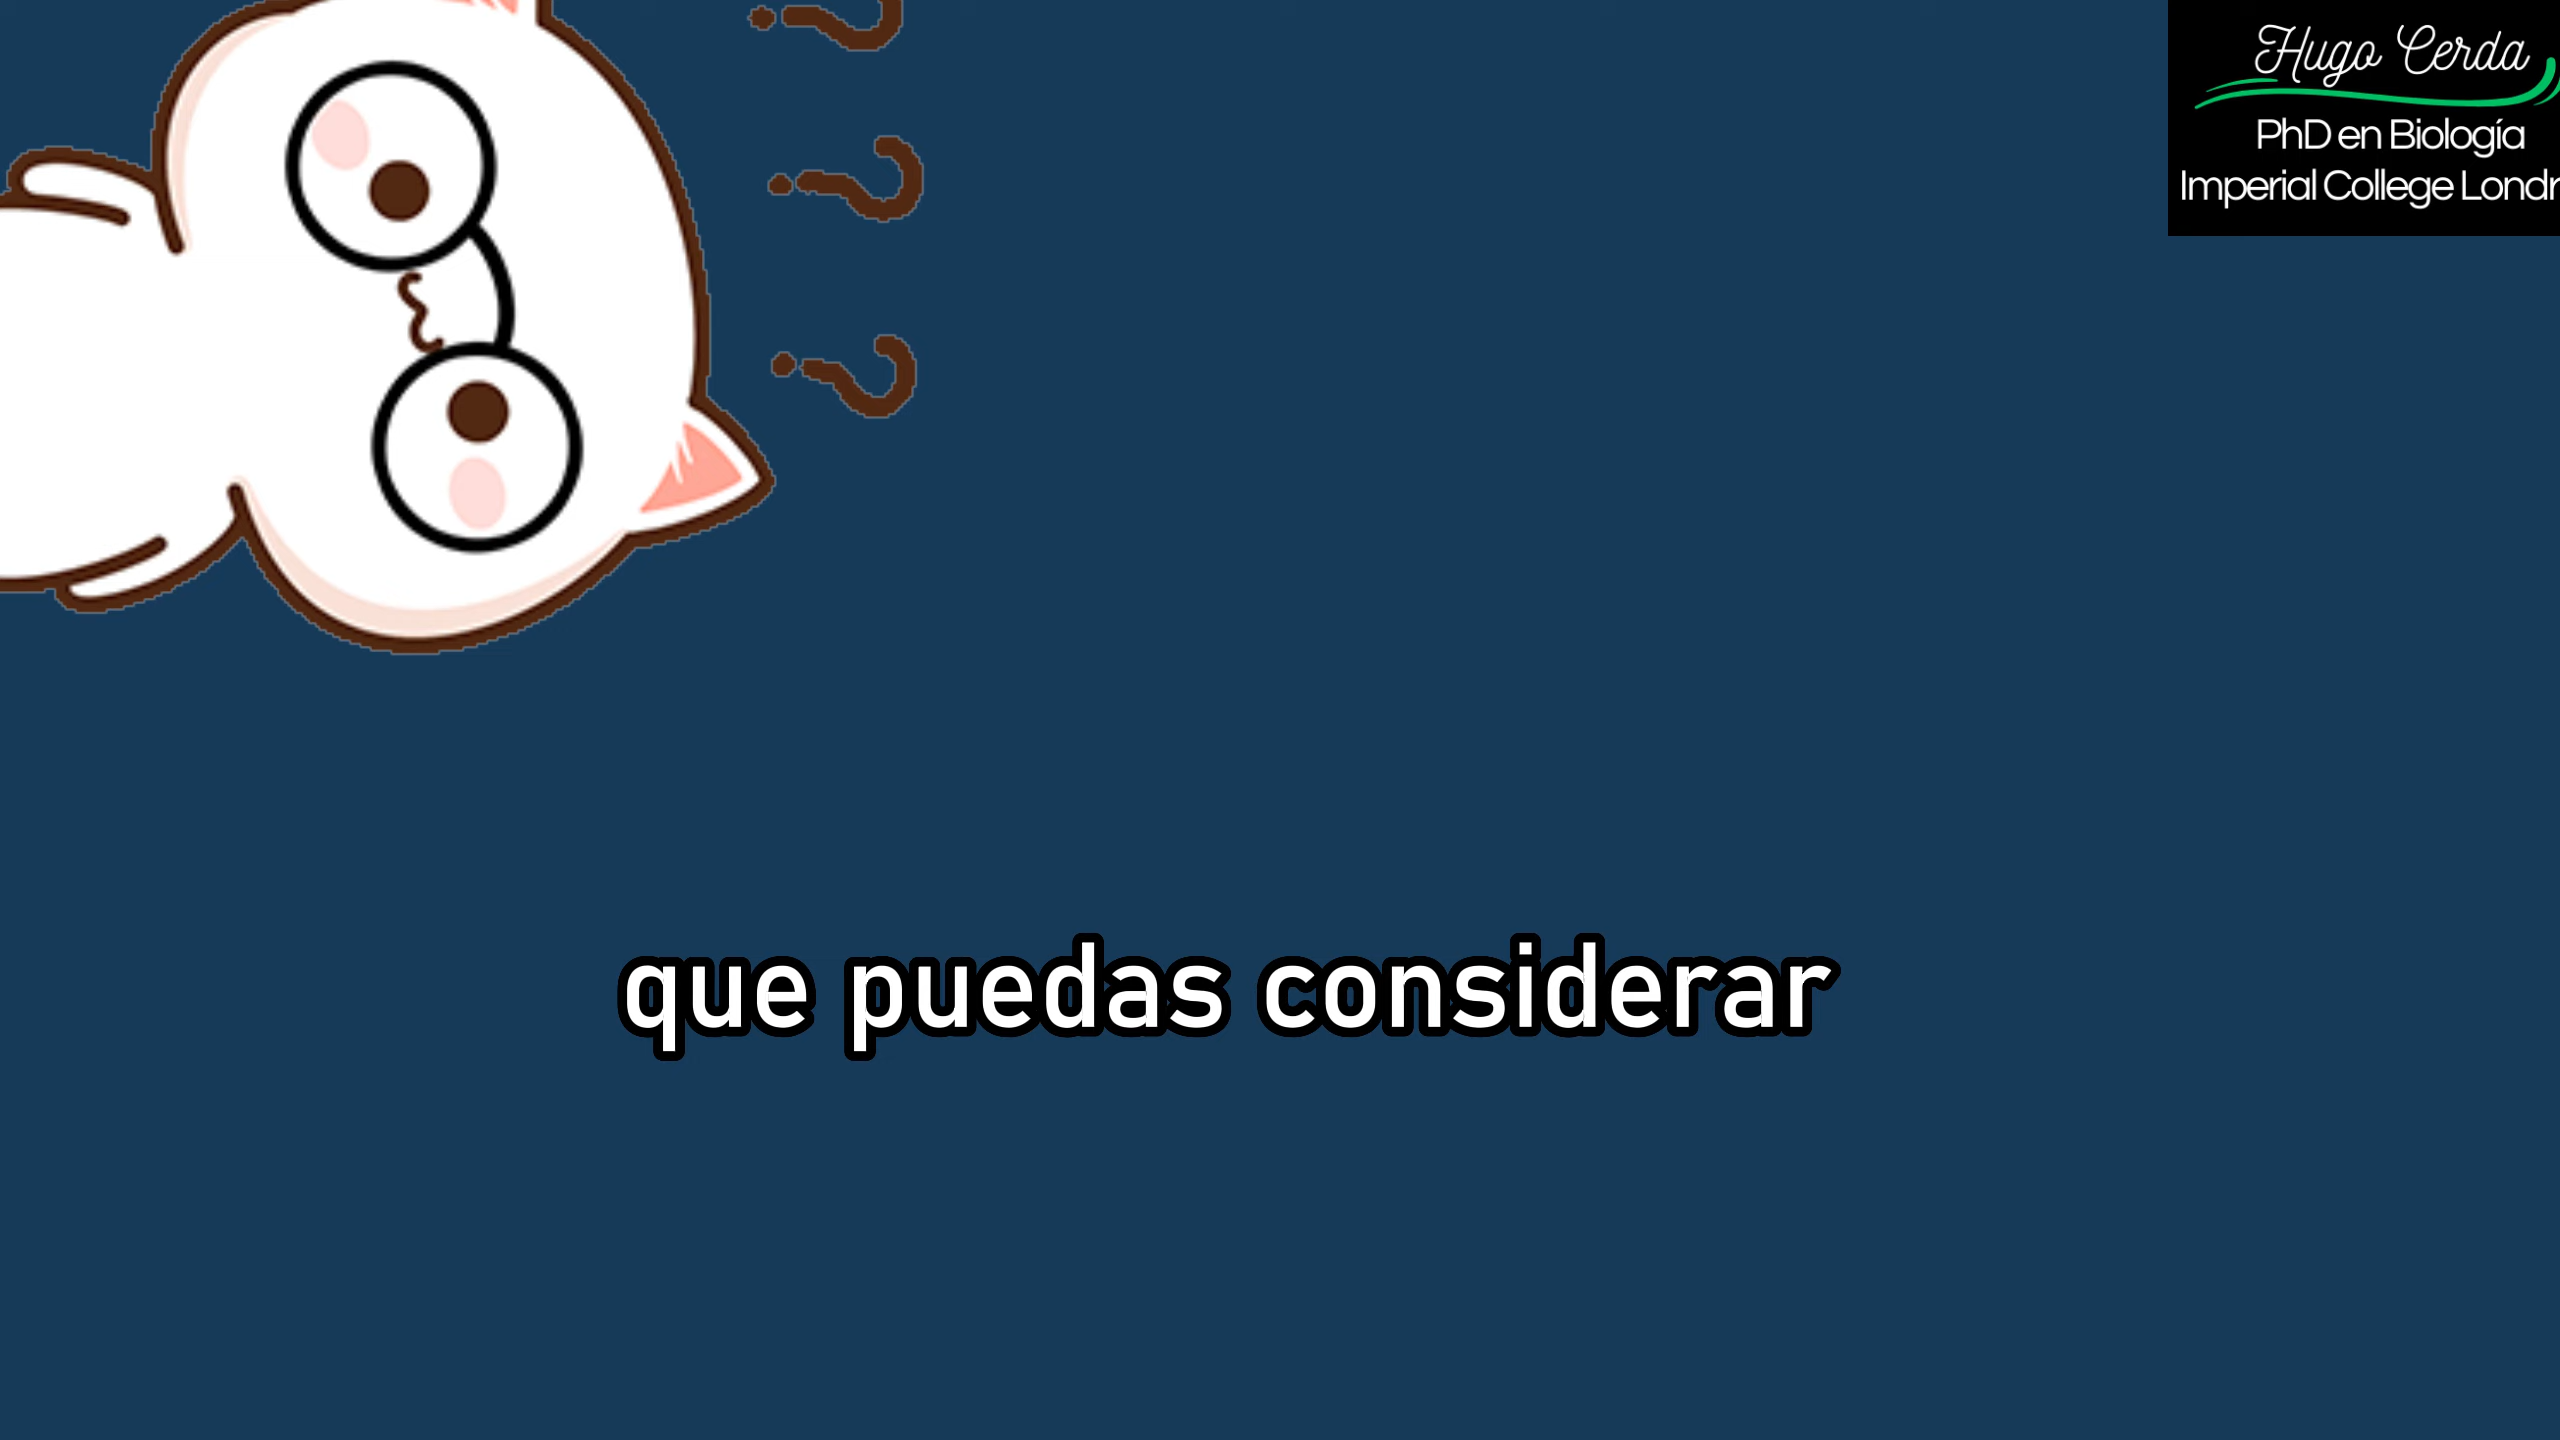 ? ? ?
Hugo Cerda
PhD en Biología
Imperial College Londr
que puedas considerar